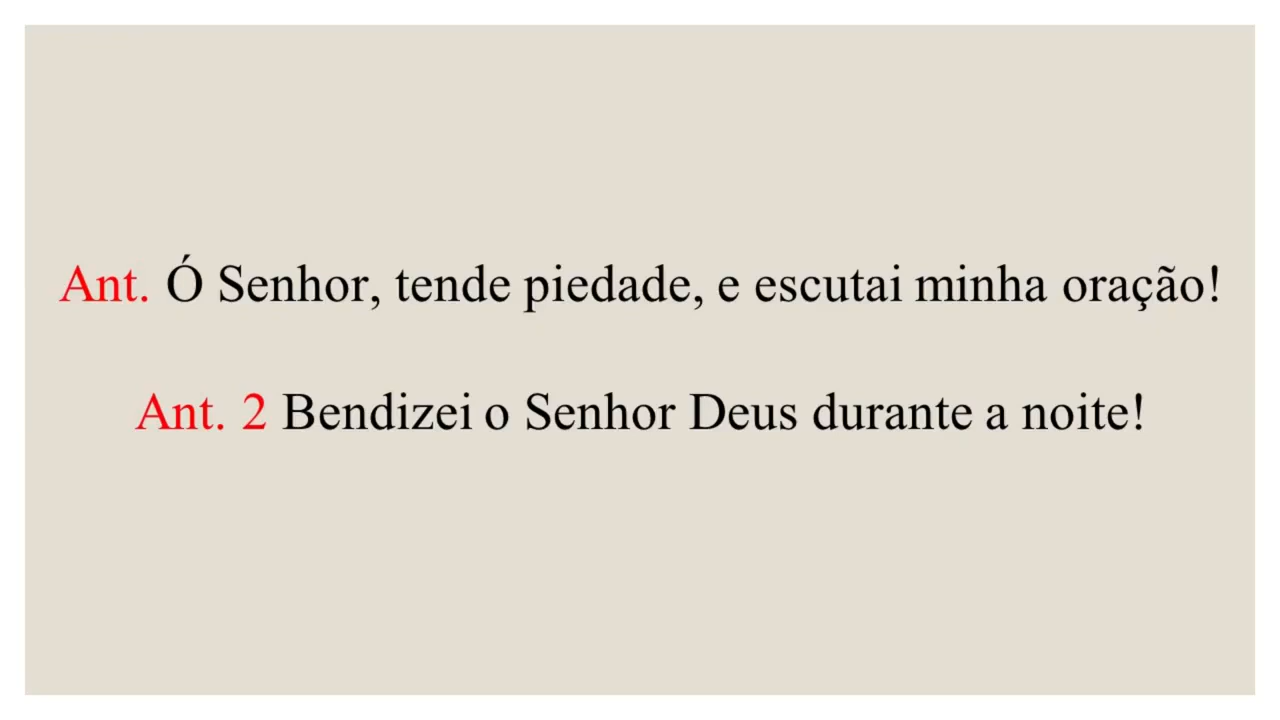 Ant. Ó Senhor, tende piedade, e escutai minha oração!
Ant. 2 Bendizei o Senhor Deus durante a noite!